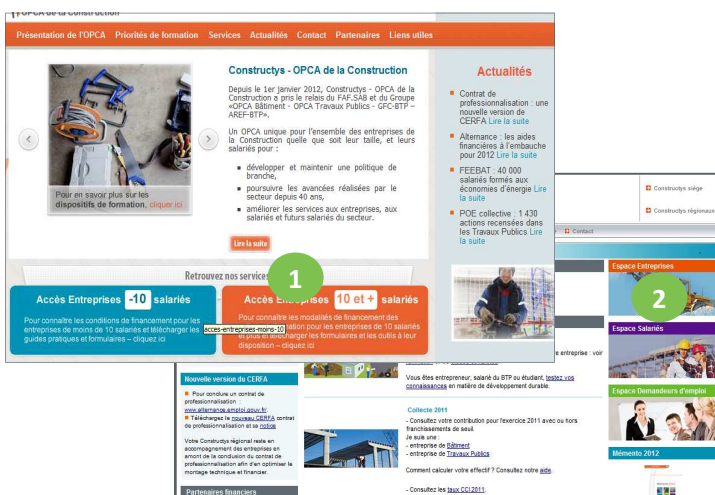 OPCA de la Construction
Présentation de l'OPCA Priorités de formation Services Actualités Contact Partenaires Liens utiles
Constructys - OPCA de la Construction
Depuis le 1er janvier 2012, Constructys - OPCA de la
Construction a pris le relais du FAF.SAB et du Groupe
«OPCA Bâtiment - OPCA Travaux Publics - GFC-BTP –
AREF-BTP».
Un OPCA unique pour l'ensemble des entreprises de
la Construction quelle que soit leur taille, et leurs
salariés pour :
développer et maintenir une politique de
branche,
poursuivre les avancées réalisées par le
secteur depuis 40 ans,
améliorer les services aux entreprises, aux
salariés et futurs salariés du secteur.
Lire la suite
Pour en savoir plus sur les
dispositifs de formation, cliquer ici
Actualités
Contrat de
professionnalisation : une
nouvelle version de
CERFA Lire la suite
Alternance : les aides
financières à l'embauche
pour 2012 Lire la suite
FEEBAT : 40 000
salariés formés aux
économies d'énergie Lire
la suite
POE collective : 1 430
actions recensées dans
les Travaux Publics Lire
la suite
Retrouvez nos services
1
Accès Entreprises -10 salariés
Pour connaître les conditions de financement pour les
entreprises de moins de 10 salariés et télécharger les
guides pratiques et formulaires – cliquez ici
acces-entreprises-moins-10
Accès Entreprises 10 et + salariés
Pour connaître les modalités de financement des
formation pour les entreprises de 10 salariés
et plus et télécharger les formulaires et les outils à leur
disposition – cliquez ici
Constructys siège
Constructys régionaux
Contact
Espace Entreprises
2
Espace Salariés
Espace Demandeurs d'emploi
Mémento 2012
entreprise : voir
Vous êtes entrepreneur, salarié du BTP ou étudiant, testez vos
connaissances en matière de développement durable.
Nouvelle version du CERFA
Pour conclure un contrat de
professionnalisation :
www.alternance.emploi.gouv.fr.
Téléchargez le nouveau CERFA contrat
de professionnalisation et sa notice
Votre Constructys régional reste en
accompagnement des entreprises en
amont de la conclusion du contrat de
professionnalisation afin d'en optimiser le
montage technique et financier.
Partenaires financiers
Collecte 2011
- Consultez votre contribution pour l'exercice 2011 avec ou hors
franchissements de seuil.
Je suis une :
- entreprise de Bâtiment
- entreprise de Travaux Publics
Comment calculer votre effectif ? Consultez notre aide.
- Consultez les taux CCI 2011.